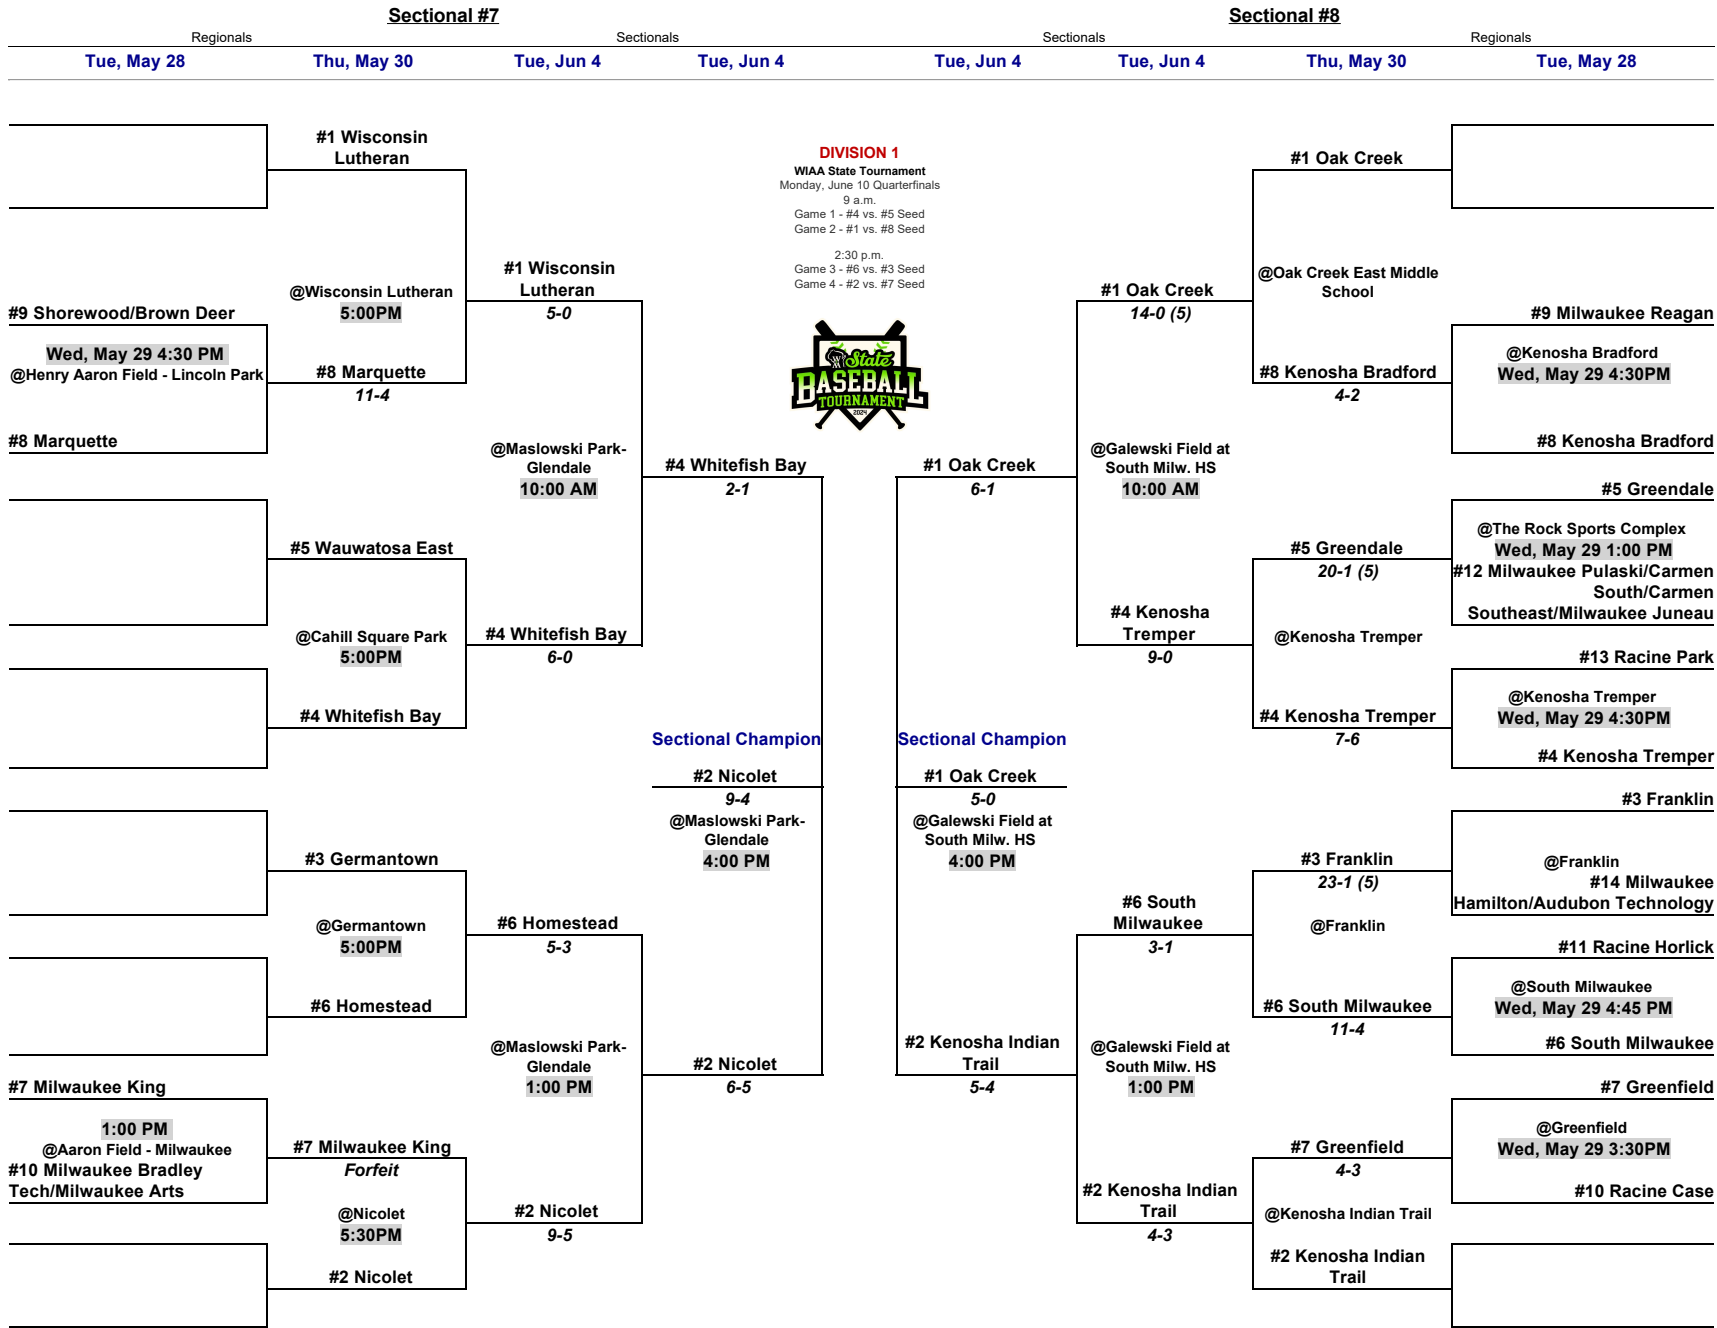 Sectional #7
Sectional #8
Regionals
Sectionals
Sectionals
Regionals
Tue, May 28
Thu, May 30
Tue, Jun 4
Tue, Jun 4
Tue, Jun 4
Tue, Jun 4
Thu, May 30
Tue, May 28
#9 Shorewood/Brown Deer
Wed, May 29 4:30 PM
@Henry Aaron Field - Lincoln Park
#8 Marquette
#7 Milwaukee King
1:00 PM
@Aaron Field - Milwaukee
#10 Milwaukee Bradley
Tech/Milwaukee Arts
#1 Wisconsin
Lutheran
@Wisconsin Lutheran
5:00PM
#8 Marquette
11-4
#5 Wauwatosa East
@Cahill Square Park
5:00PM
#4 Whitefish Bay
#3 Germantown
@Germantown
5:00PM
#6 Homestead
#7 Milwaukee King
Forfeit
@Nicolet
5:30PM
#2 Nicolet
#1 Wisconsin
Lutheran
5-0
@Maslowski Park-
Glendale
10:00 AM
#4 Whitefish Bay
6-0
#6 Homestead
5-3
@Maslowski Park-
Glendale
1:00 PM
#2 Nicolet
9-5
#4 Whitefish Bay
2-1
Sectional Champion
#2 Nicolet
9-4
@Maslowski Park-
Glendale
4:00 PM
#2 Nicolet
6-5
DIVISION 1
WIAA State Tournament
Monday, June 10 Quarterfinals
9 a.m.
Game 1 - #4 vs. #5 Seed
Game 2 - #1 vs. #8 Seed
2:30 p.m.
Game 3 - #6 vs. #3 Seed
Game 4 - #2 vs. #7 Seed
State
BASEBALL
TOURNAMENT
2024
#1 Oak Creek
6-1
Sectional Champion
#1 Oak Creek
5-0
@Galewski Field at
South Milw. HS
4:00 PM
#2 Kenosha Indian
Trail
5-4
#1 Oak Creek
14-0 (5)
@Galewski Field at
South Milw. HS
10:00 AM
#4 Kenosha
Tremper
9-0
#6 South
Milwaukee
3-1
@Galewski Field at
South Milw. HS
1:00 PM
#2 Kenosha Indian
Trail
4-3
#1 Oak Creek
@Oak Creek East Middle
School
#8 Kenosha Bradford
4-2
#5 Greendale
20-1 (5)
@Kenosha Tremper
#4 Kenosha Tremper
7-6
#3 Franklin
23-1 (5)
@Franklin
#6 South Milwaukee
11-4
#7 Greenfield
4-3
@Kenosha Indian Trail
#2 Kenosha Indian
Trail
#9 Milwaukee Reagan
@Kenosha Bradford
Wed, May 29 4:30PM
#8 Kenosha Bradford
#5 Greendale
@The Rock Sports Complex
Wed, May 29 1:00 PM
#12 Milwaukee Pulaski/Carmen
South/Carmen
Southeast/Milwaukee Juneau
#13 Racine Park
@Kenosha Tremper
Wed, May 29 4:30PM
#4 Kenosha Tremper
#3 Franklin
@Franklin
#14 Milwaukee
Hamilton/Audubon Technology
#11 Racine Horlick
@South Milwaukee
Wed, May 29 4:45 PM
#6 South Milwaukee
#7 Greenfield
@Greenfield
Wed, May 29 3:30PM
#10 Racine Case